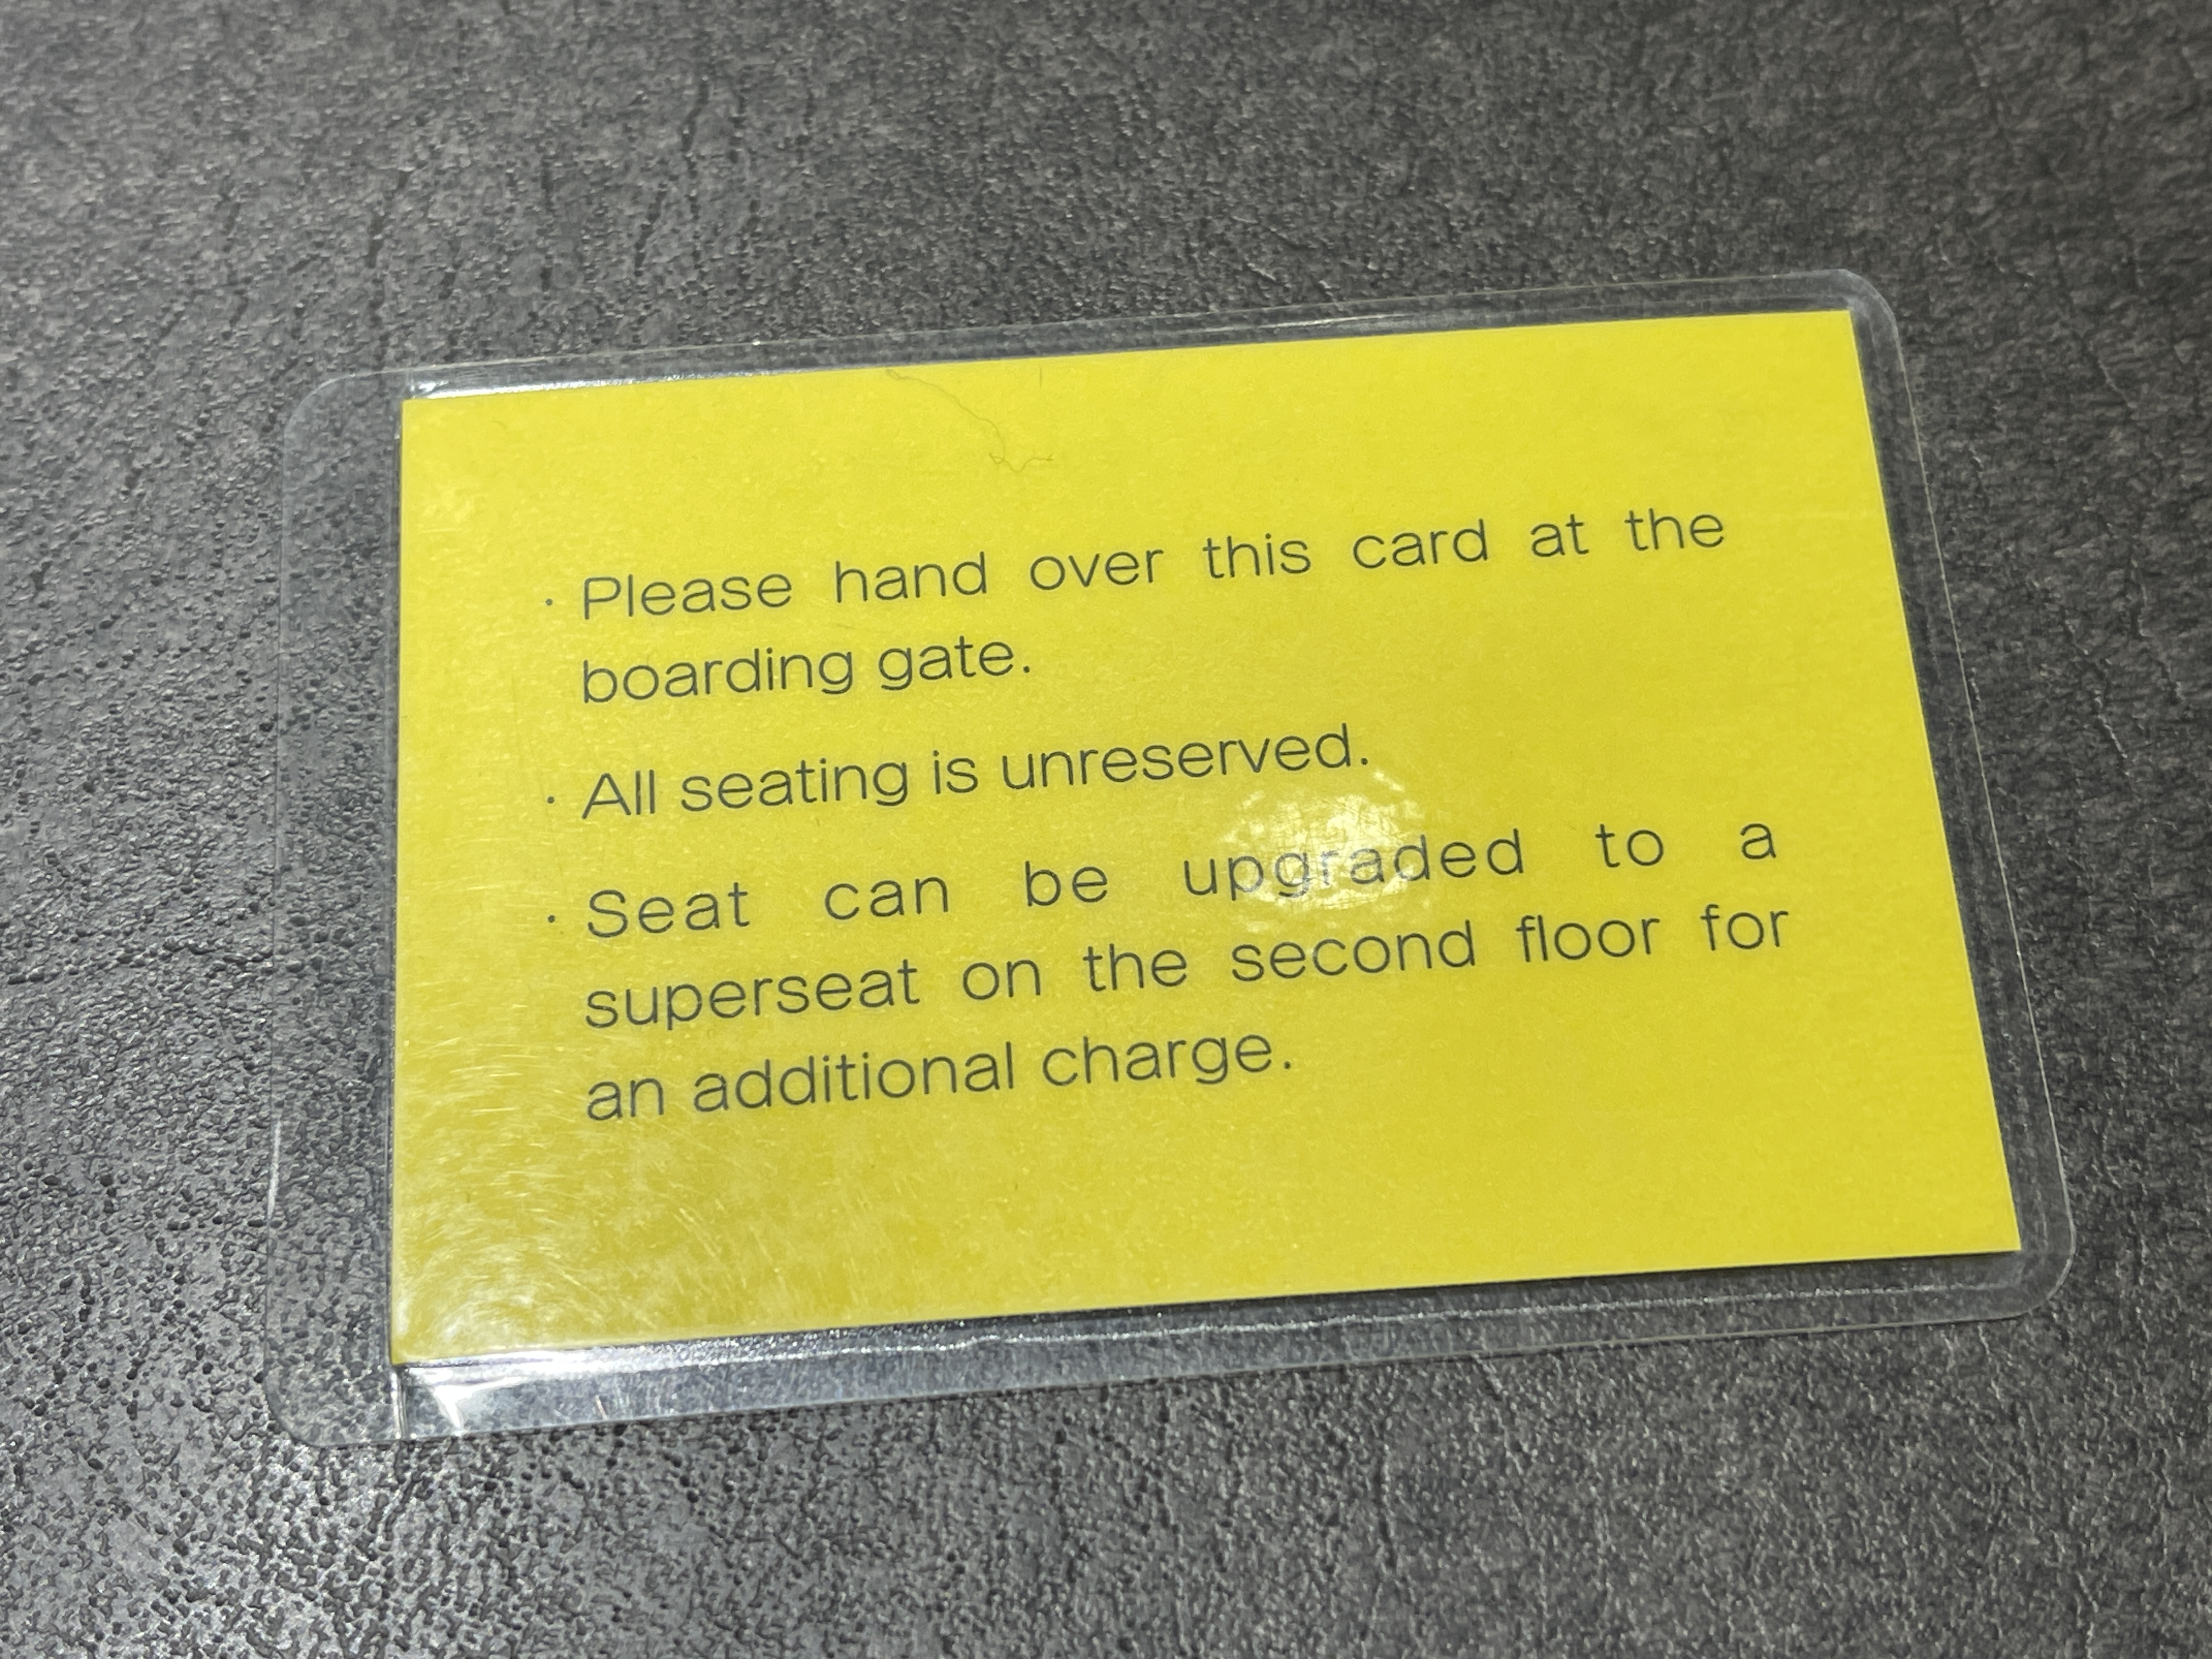 · Please hand over this card at the
boarding gate.
· All seating is unreserved.
· Seat can be upgraded to a
superseat on the second floor for
an additional charge.